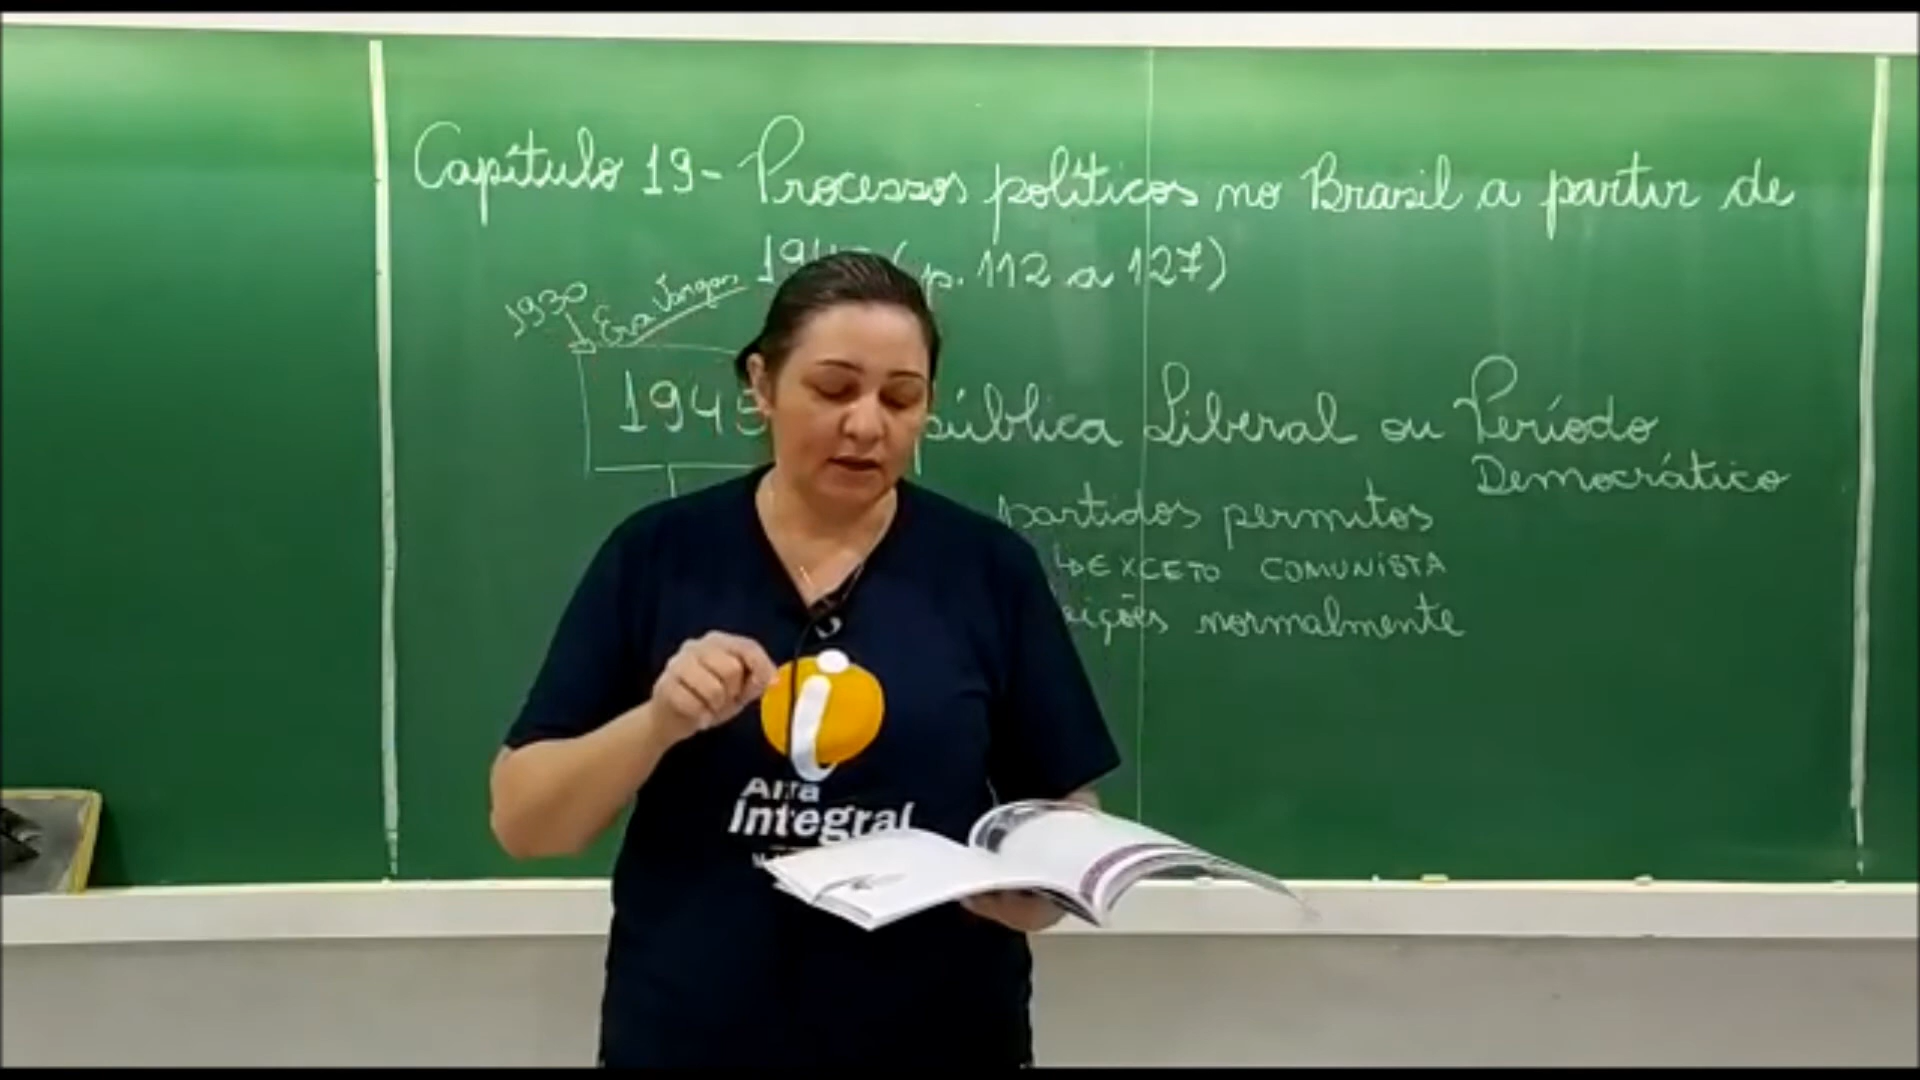 Capítulo 19- Processos políticos no Brasil a partir de
(p. 112 a 127)
1930
Era Vargas
Liberal ou Período
Democrático
partidos permitos
↳ EXCETO COMUNISTA
normalmente
Integral